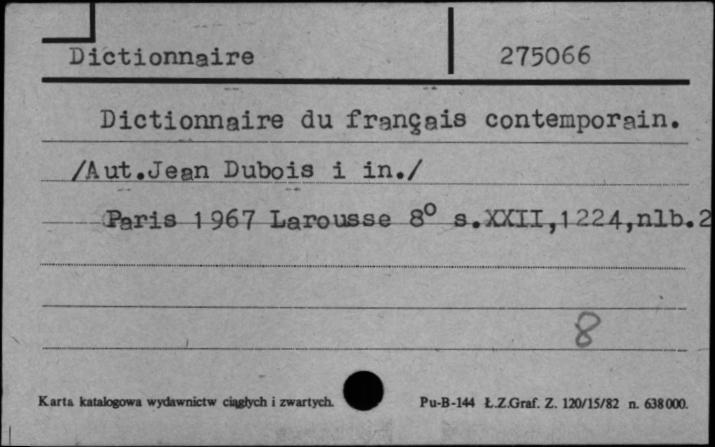 Dictionnaire 275066
Dictionnaire du français contemporain.
/Aut.Jean Dubois i in./
Paris 1967 Larousse 8° s.XXII,1224,nlb.2
8
Karta katalogowa wydawnictw ciągłych i zwartych. Pu-B-144 Ł.Z.Graf. Z. 120/15/82 n. 638000.